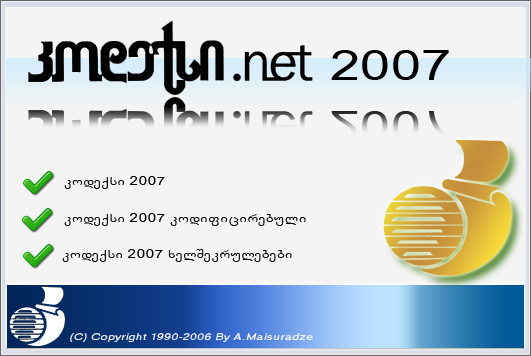 კოდექსი.net 2007
კოდექსი 2007
კოდექსი 2007 კოდიფიცირებული
კოდექსი 2007 ხელშეკრულებები
(C) Copyright 1990-2006 By A.Maisuradze